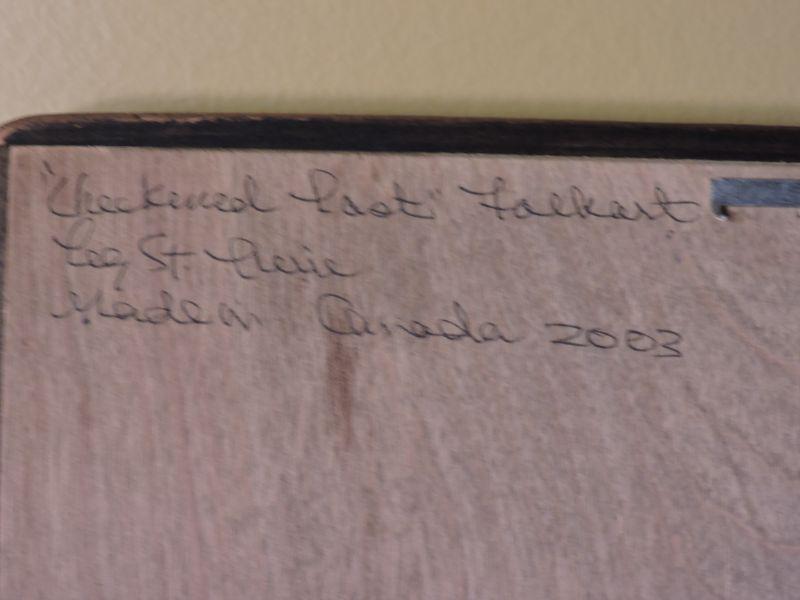 "Checkered Past" Folkart
Peg St. Claire
Made in Canada 2003